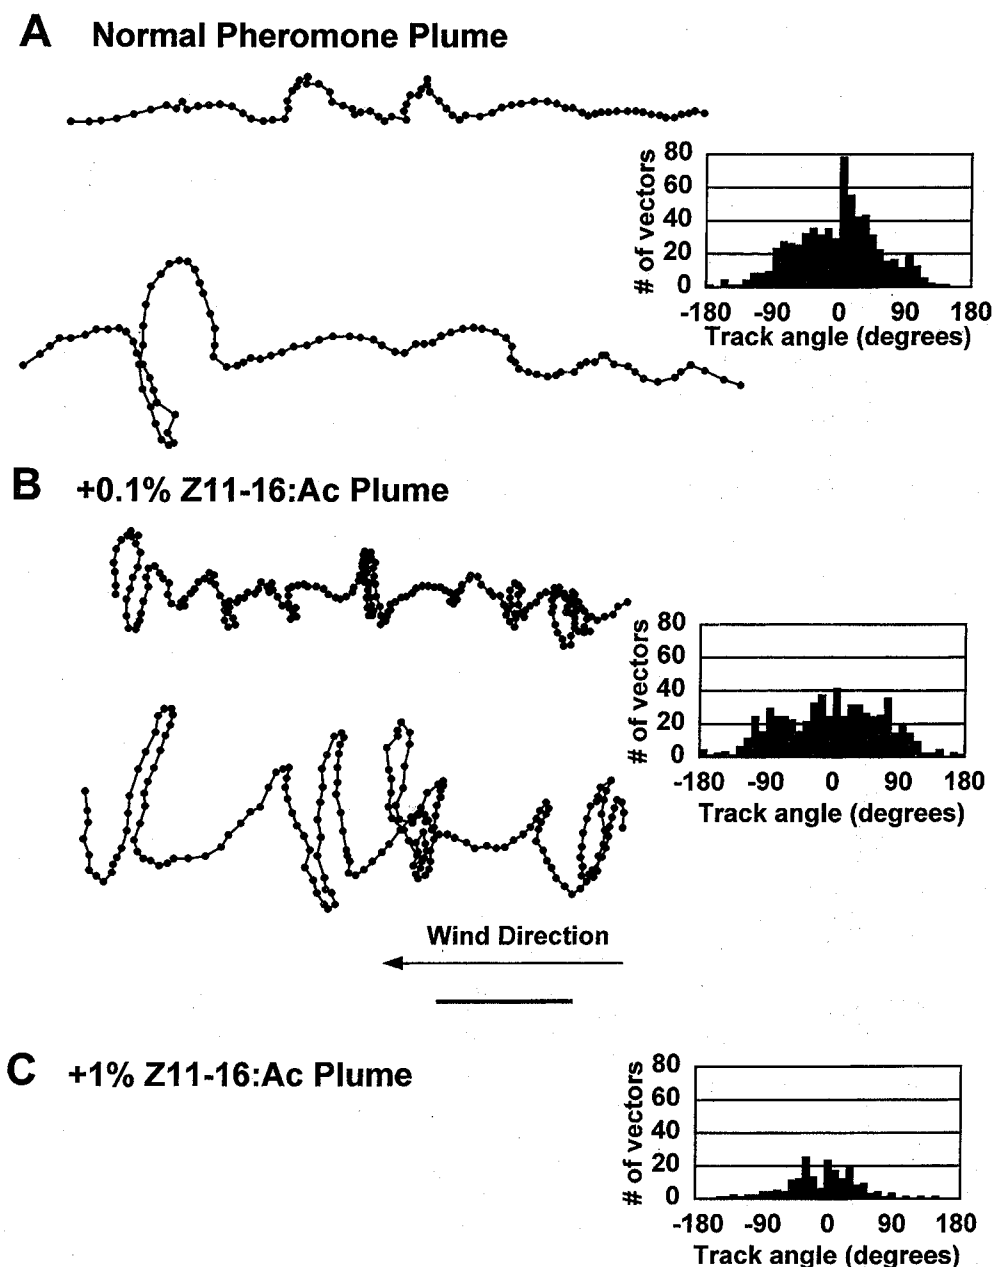 A Normal Pheromone Plume
# of vectors
80
60
40
20
0
-180 -90 0 90 180
Track angle (degrees)
B +0.1% Z11-16:Ac Plume
# of vectors
80
60
40
20
0
-180 -90 0 90 180
Track angle (degrees)
Wind Direction
C +1% Z11-16:Ac Plume
# of vectors
80
60
40
20
0
-180 -90 0 90 180
Track angle (degrees)